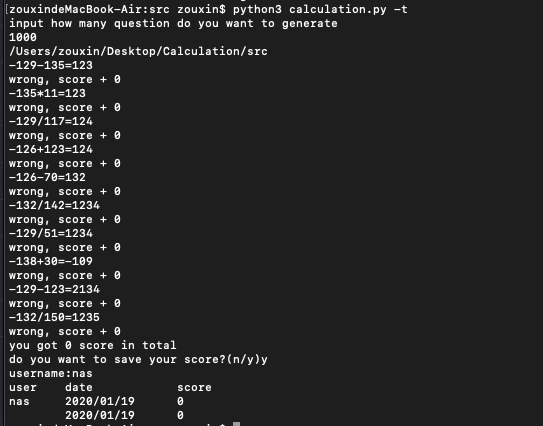 [zouxindeMacBook-Air:src zouxin$ python3 calculation.py -t
input how many question do you want to generate
1000
/Users/zouxin/Desktop/Calculation/src
-129-135=123
wrong, score + 0
-135*11=123
wrong, score + 0
-129/117=124
wrong, score + 0
-126+123=124
wrong, score + 0
-126-70=132
wrong, score + 0
-132/142=1234
wrong, score + 0
-129/51=1234
wrong, score + 0
-138+30=-109
wrong, score + 0
-129-123=2134
wrong, score + 0
-132/150=1235
wrong, score + 0
you got 0 score in total
do you want to save your score?(n/y)y
username:nas
user date score
nas 2020/01/19 0
2020/01/19 0